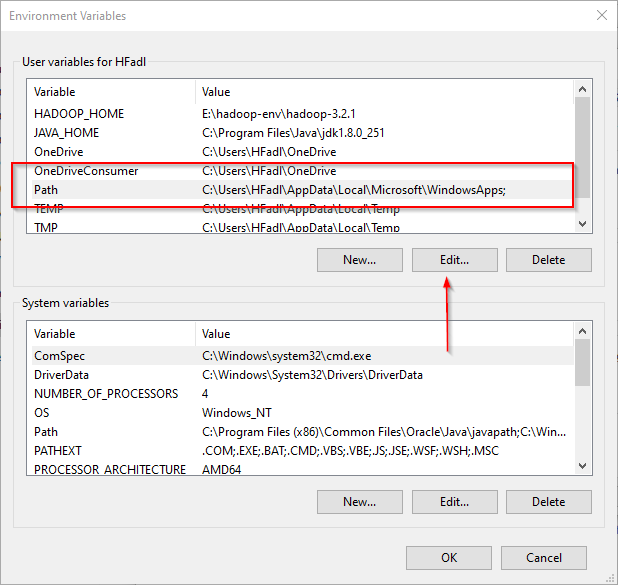 Environment Variables
User variables for HFadl
Variable Value
HADOOP_HOME E:\hadoop-env\hadoop-3.2.1
JAVA_HOME C:\Program Files\Java\jdk1.8.0_251
OneDrive C:\Users\HFadl\OneDrive
OneDriveConsumer C:\Users\HFadl\OneDrive
Path C:\Users\HFadl\AppData\Local\Microsoft\WindowsApps;
TEMP C:\Users\HFadl\AppData\Local\Temp
TMP C:\Users\HFadl\AppData\Local\Temp
New... Edit... Delete
System variables
Variable Value
ComSpec C:\Windows\system32\cmd.exe
DriverData C:\Windows\System32\Drivers\DriverData
NUMBER_OF_PROCESSORS 4
OS Windows_NT
Path C:\Program Files (x86)\Common Files\Oracle\Java\javapath;C:\Win...
PATHEXT .COM;.EXE;.BAT;.CMD;.VBS;.VBE;.JS;.JSE;.WSF;.WSH;.MSC
PROCESSOR_ARCHITECTURE AMD64
New... Edit... Delete
OK Cancel